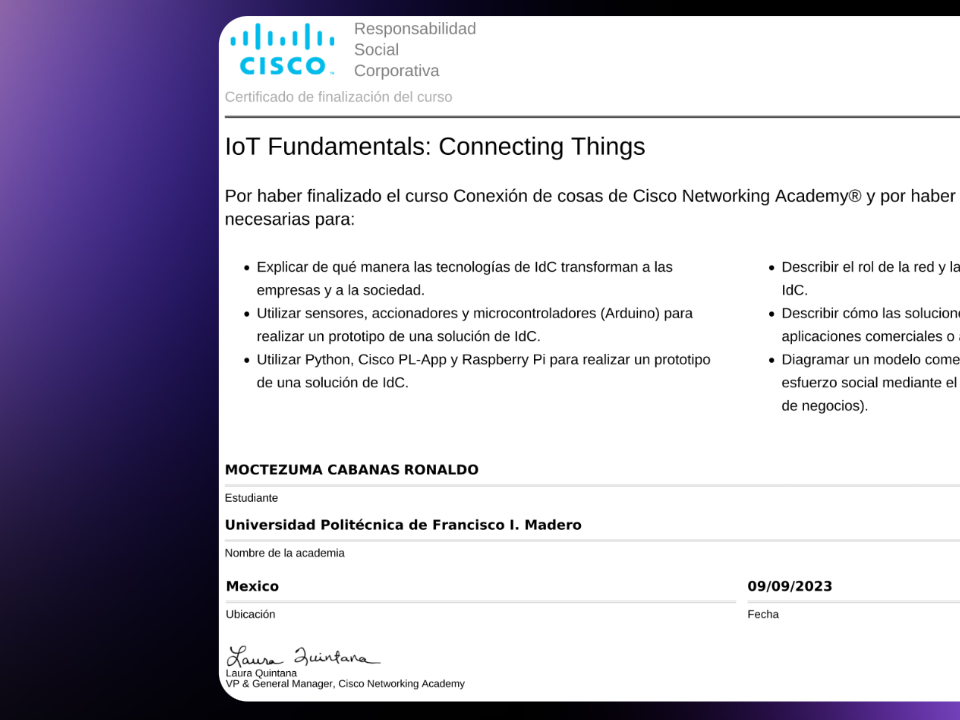 CISCO
Responsabilidad
Social
Corporativa
Certificado de finalización del curso
IoT Fundamentals: Connecting Things
Por haber finalizado el curso Conexión de cosas de Cisco Networking Academy® y por haber
necesarias para:
• Explicar de qué manera las tecnologías de IdC transforman a las
empresas y a la sociedad.
• Utilizar sensores, accionadores y microcontroladores (Arduino) para
realizar un prototipo de una solución de IdC.
• Utilizar Python, Cisco PL-App y Raspberry Pi para realizar un prototipo
de una solución de IdC.
• Describir el rol de la red y la
IdC.
• Describir cómo las solucione
aplicaciones comerciales o
• Diagramar un modelo come
esfuerzo social mediante el
de negocios).
MOCTEZUMA CABANAS RONALDO
Estudiante
Universidad Politécnica de Francisco I. Madero
Nombre de la academia
Mexico
09/09/2023
Ubicación
Fecha
Laura Quintana
Laura Quintana
VP & General Manager, Cisco Networking Academy